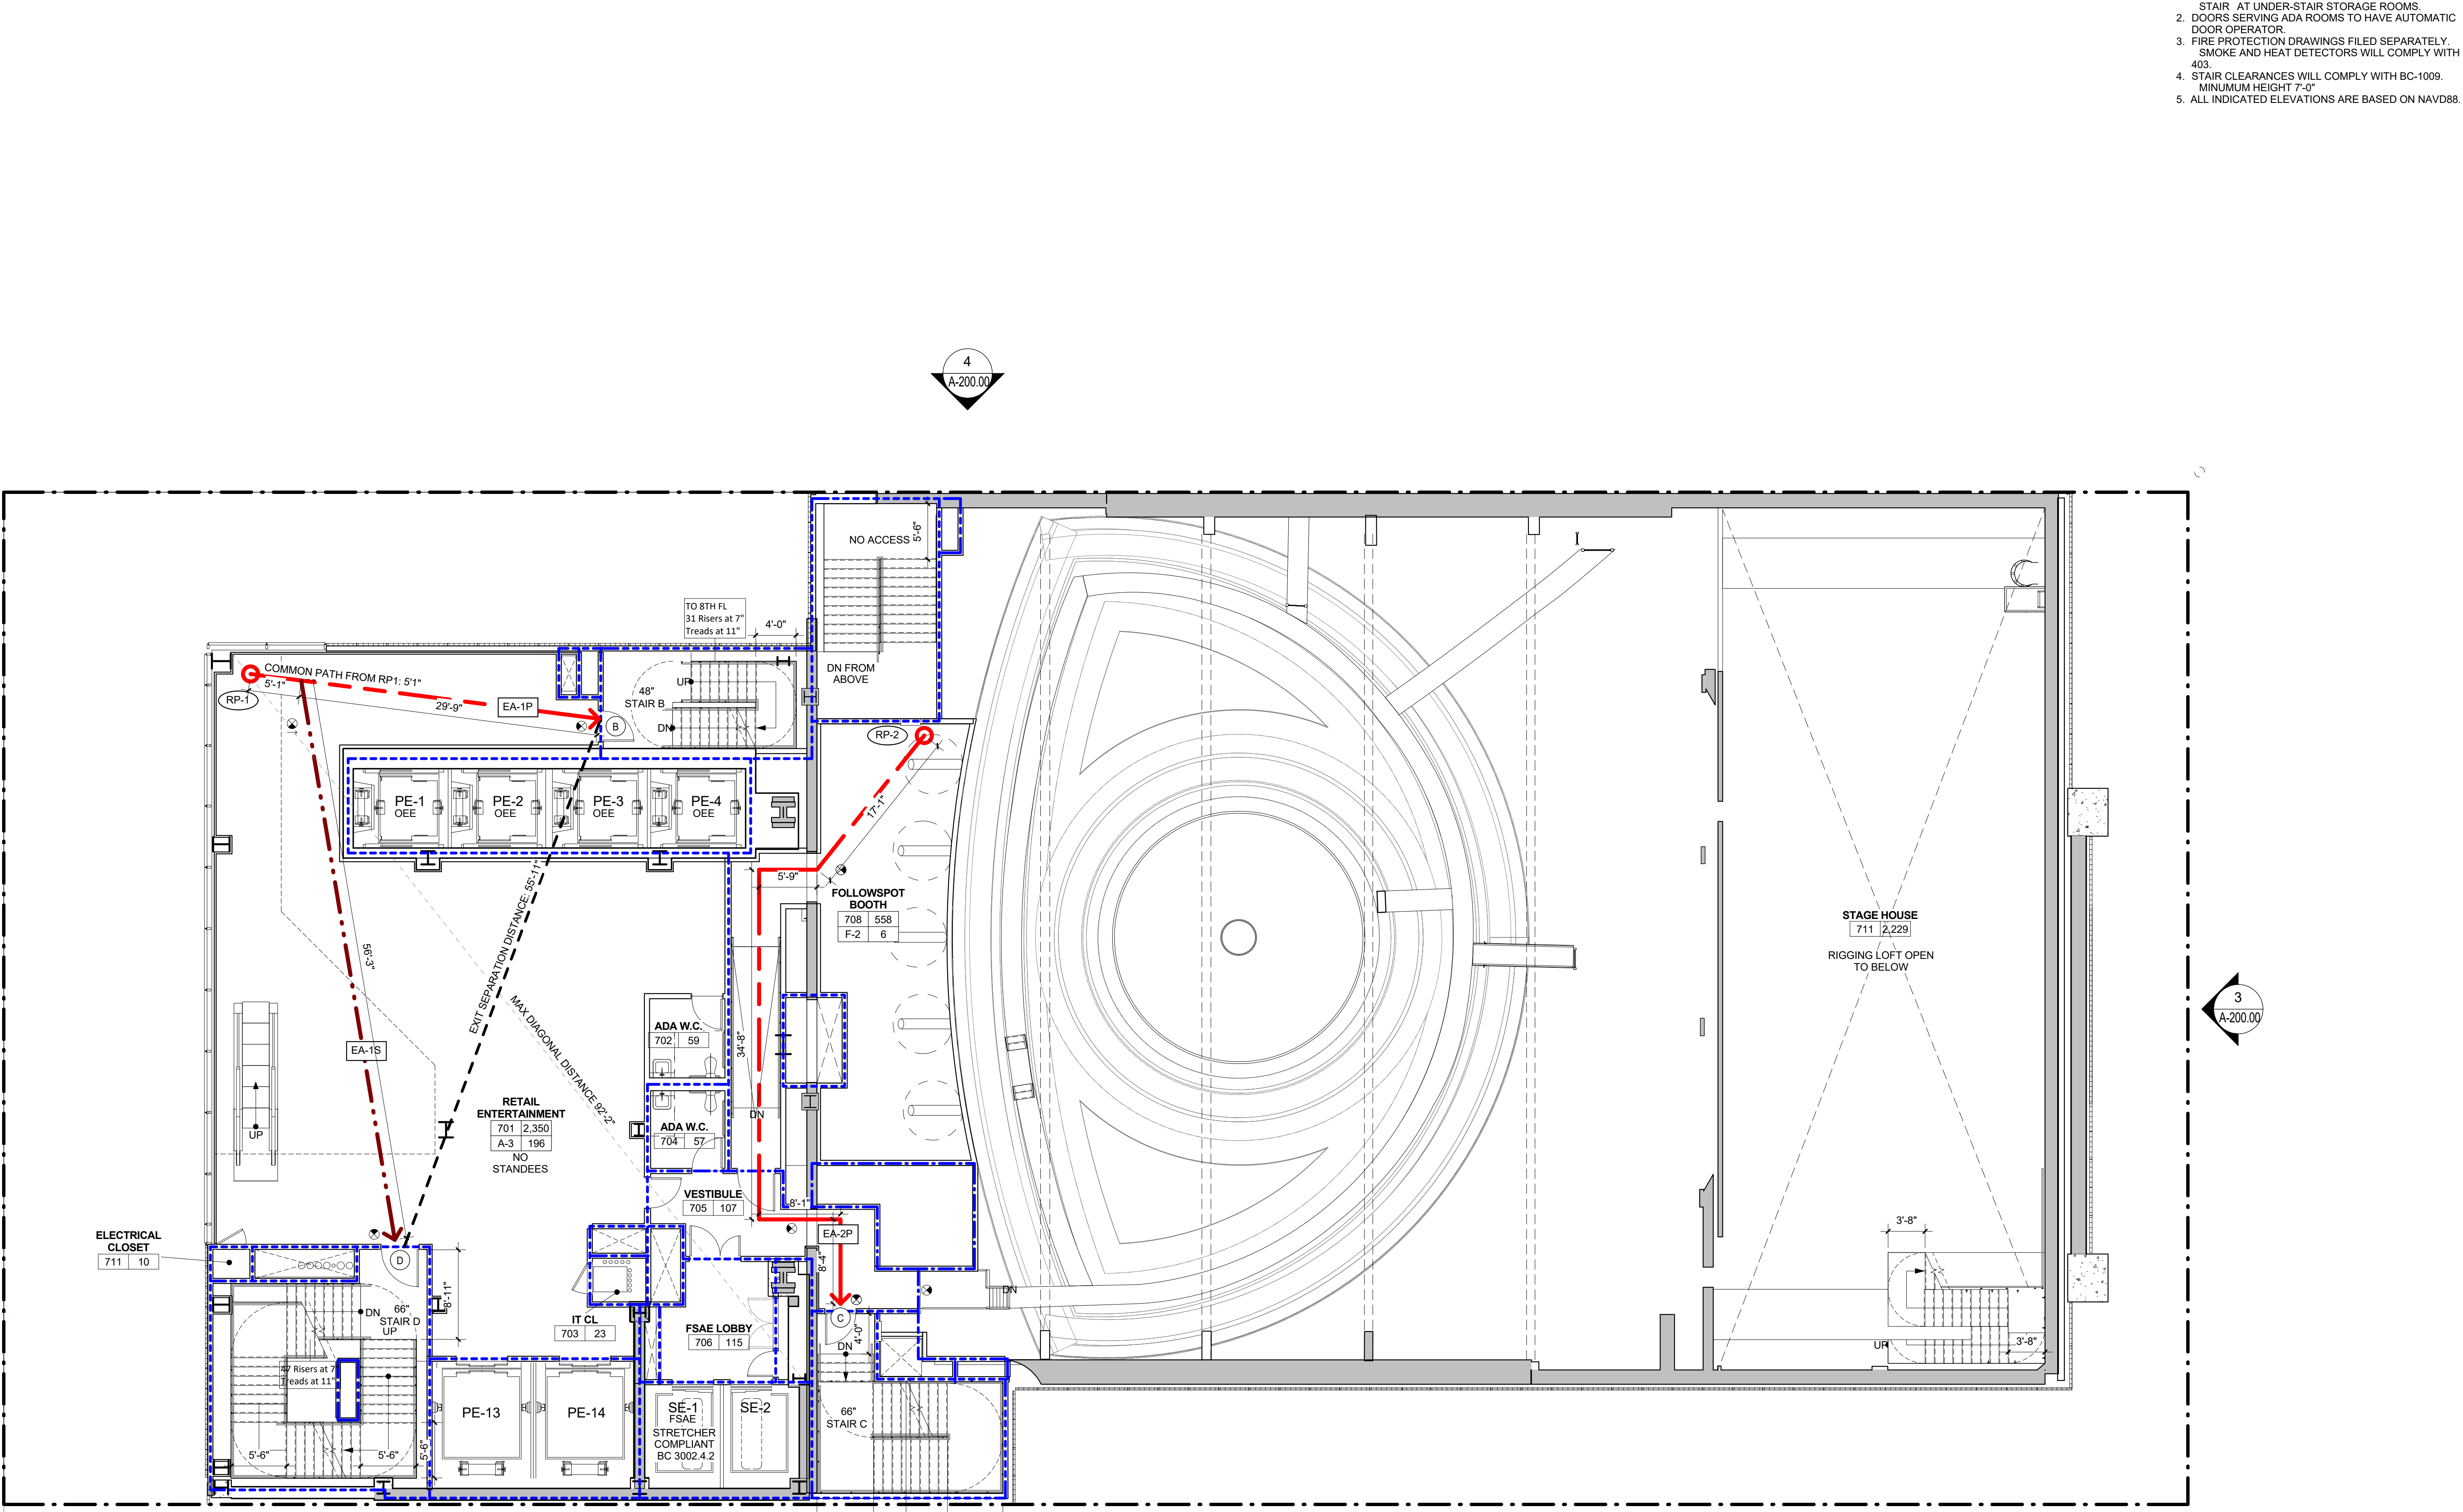 STAIR AT UNDER-STAIR STORAGE ROOMS.
2. DOORS SERVING ADA ROOMS TO HAVE AUTOMATIC
DOOR OPERATOR.
3. FIRE PROTECTION DRAWINGS FILED SEPARATELY.
SMOKE AND HEAT DETECTORS WILL COMPLY WITH
403.
4. STAIR CLEARANCES WILL COMPLY WITH BC-1009.
MINUMUM HEIGHT 7'-0"
5. ALL INDICATED ELEVATIONS ARE BASED ON NAVD88.
4
A-200.00
NO ACCESS
5'-6"
TO 8TH FL
31 Risers at 7"
Treads at 11"
4'-0"
DN FROM
ABOVE
COMMON PATH FROM RP1: 5'1"
5'-1"
RP-1
29'-9"
EA-1P
B
48"
STAIR B
UP
DN
RP-2
17'-1"
PE-1
OEE
PE-2
OEE
PE-3
OEE
PE-4
OEE
5'-9"
FOLLOWSPOT
BOOTH
708 558
F-2 6
EXIT SEPARATION DISTANCE: 55'-11"
MAX DIAGONAL DISTANCE 92'-2"
56'-3"
EA-1S
34'-8"
STAGE HOUSE
711 2,229
RIGGING LOFT OPEN
TO BELOW
3
A-200.00
ADA W.C.
702 59
DN
ADA W.C.
704 57
RETAIL
ENTERTAINMENT
701 2,350
A-3 196
NO
STANDEES
UP
VESTIBULE
705 107
8'-1"
EA-2P
8'-4"
ELECTRICAL
CLOSET
711 10
D
8'-11"
DN
66"
STAIR D
UP
47 Risers at 7"
Treads at 11"
5'-6"
5'-6"
5'-6"
IT CL
703 23
FSAE LOBBY
706 115
C
4'-0"
DN
DN
3'-8"
3'-8"
UP
PE-13
PE-14
SE-1
FSAE
STRETCHER
COMPLIANT
BC 3002.4.2
SE-2
66"
STAIR C